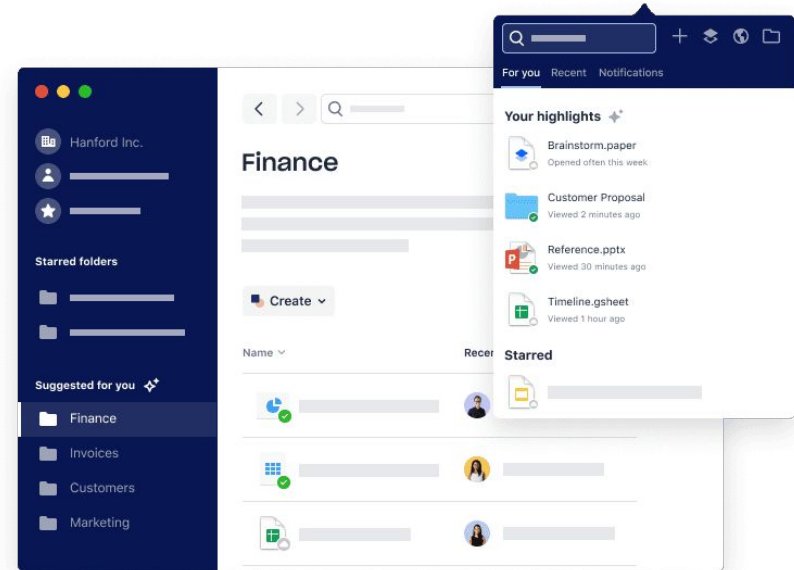 Hanford Inc.
Starred folders
Suggested for you
Finance
Invoices
Customers
Marketing
Finance
Create
Name
Recen
For you Recent Notifications
Your highlights
Brainstorm.paper
Opened often this week
Customer Proposal
Viewed 2 minutes ago
P
Reference.pptx
Viewed 30 minutes ago
Timeline.gsheet
Viewed 1 hour ago
Starred